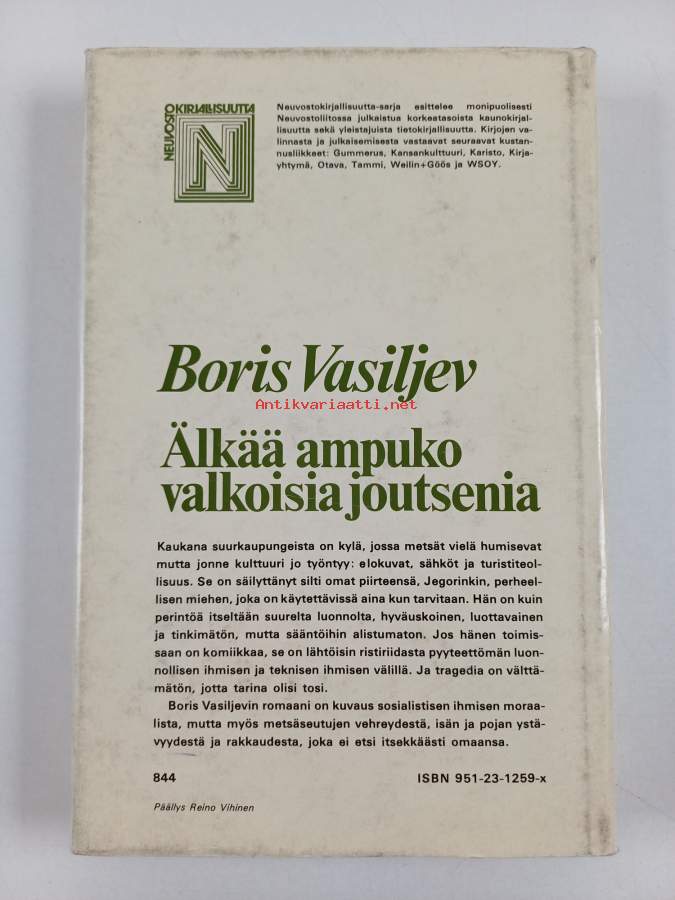 NEUVOSTOKIRJALLISUUTTA
N
Neuvostokirjallisuutta-sarja esittelee monipuolisesti
Neuvostoliitossa julkaistua korkeatasoista kaunokirjal-
lisuutta sekä yleistajuista tietokirjallisuutta. Kirjojen va-
linnasta ja julkaisemisesta vastaavat seuraavat kustan-
nusliikkeet: Gummerus, Kansankulttuuri, Karisto, Kirja-
yhtymä, Otava, Tammi, Weilin+Göös ja WSOY.
Boris Vasiljev
Antikvariaatti.net
Älkää ampuko
valkoisia joutsenia
Kaukana suurkaupungeista on kylä, jossa metsät vielä humisevat
mutta jonne kulttuuri jo työntyy: elokuvat, sähköt ja turistiteol-
lisuus. Se on säilyttänyt silti omat piirteensä, Jegorinkin, perheel-
lisen miehen, joka on käytettävissä aina kun tarvitaan. Hän on kuin
perintöä itseltään suurelta luonnolta, hyväuskoinen, luottavainen
ja tinkimätön, mutta sääntöihin alistumaton. Jos hänen toimis-
saan on komiikkaa, se on lähtöisin ristiriidasta pyyteettömän luon-
nollisen ihmisen ja teknisen ihmisen välillä. Ja tragedia on välttä-
mätön, jotta tarina olisi tosi.
Boris Vasiljevin romaani on kuvaus sosialistisen ihmisen moraa-
lista, mutta myös metsäseutujen vehreydestä, isän ja pojan ystä-
vyydestä ja rakkaudesta, joka ei etsi itsekkäästi omaansa.
844 ISBN 951-23-1259-x
Päällys Reino Vihinen